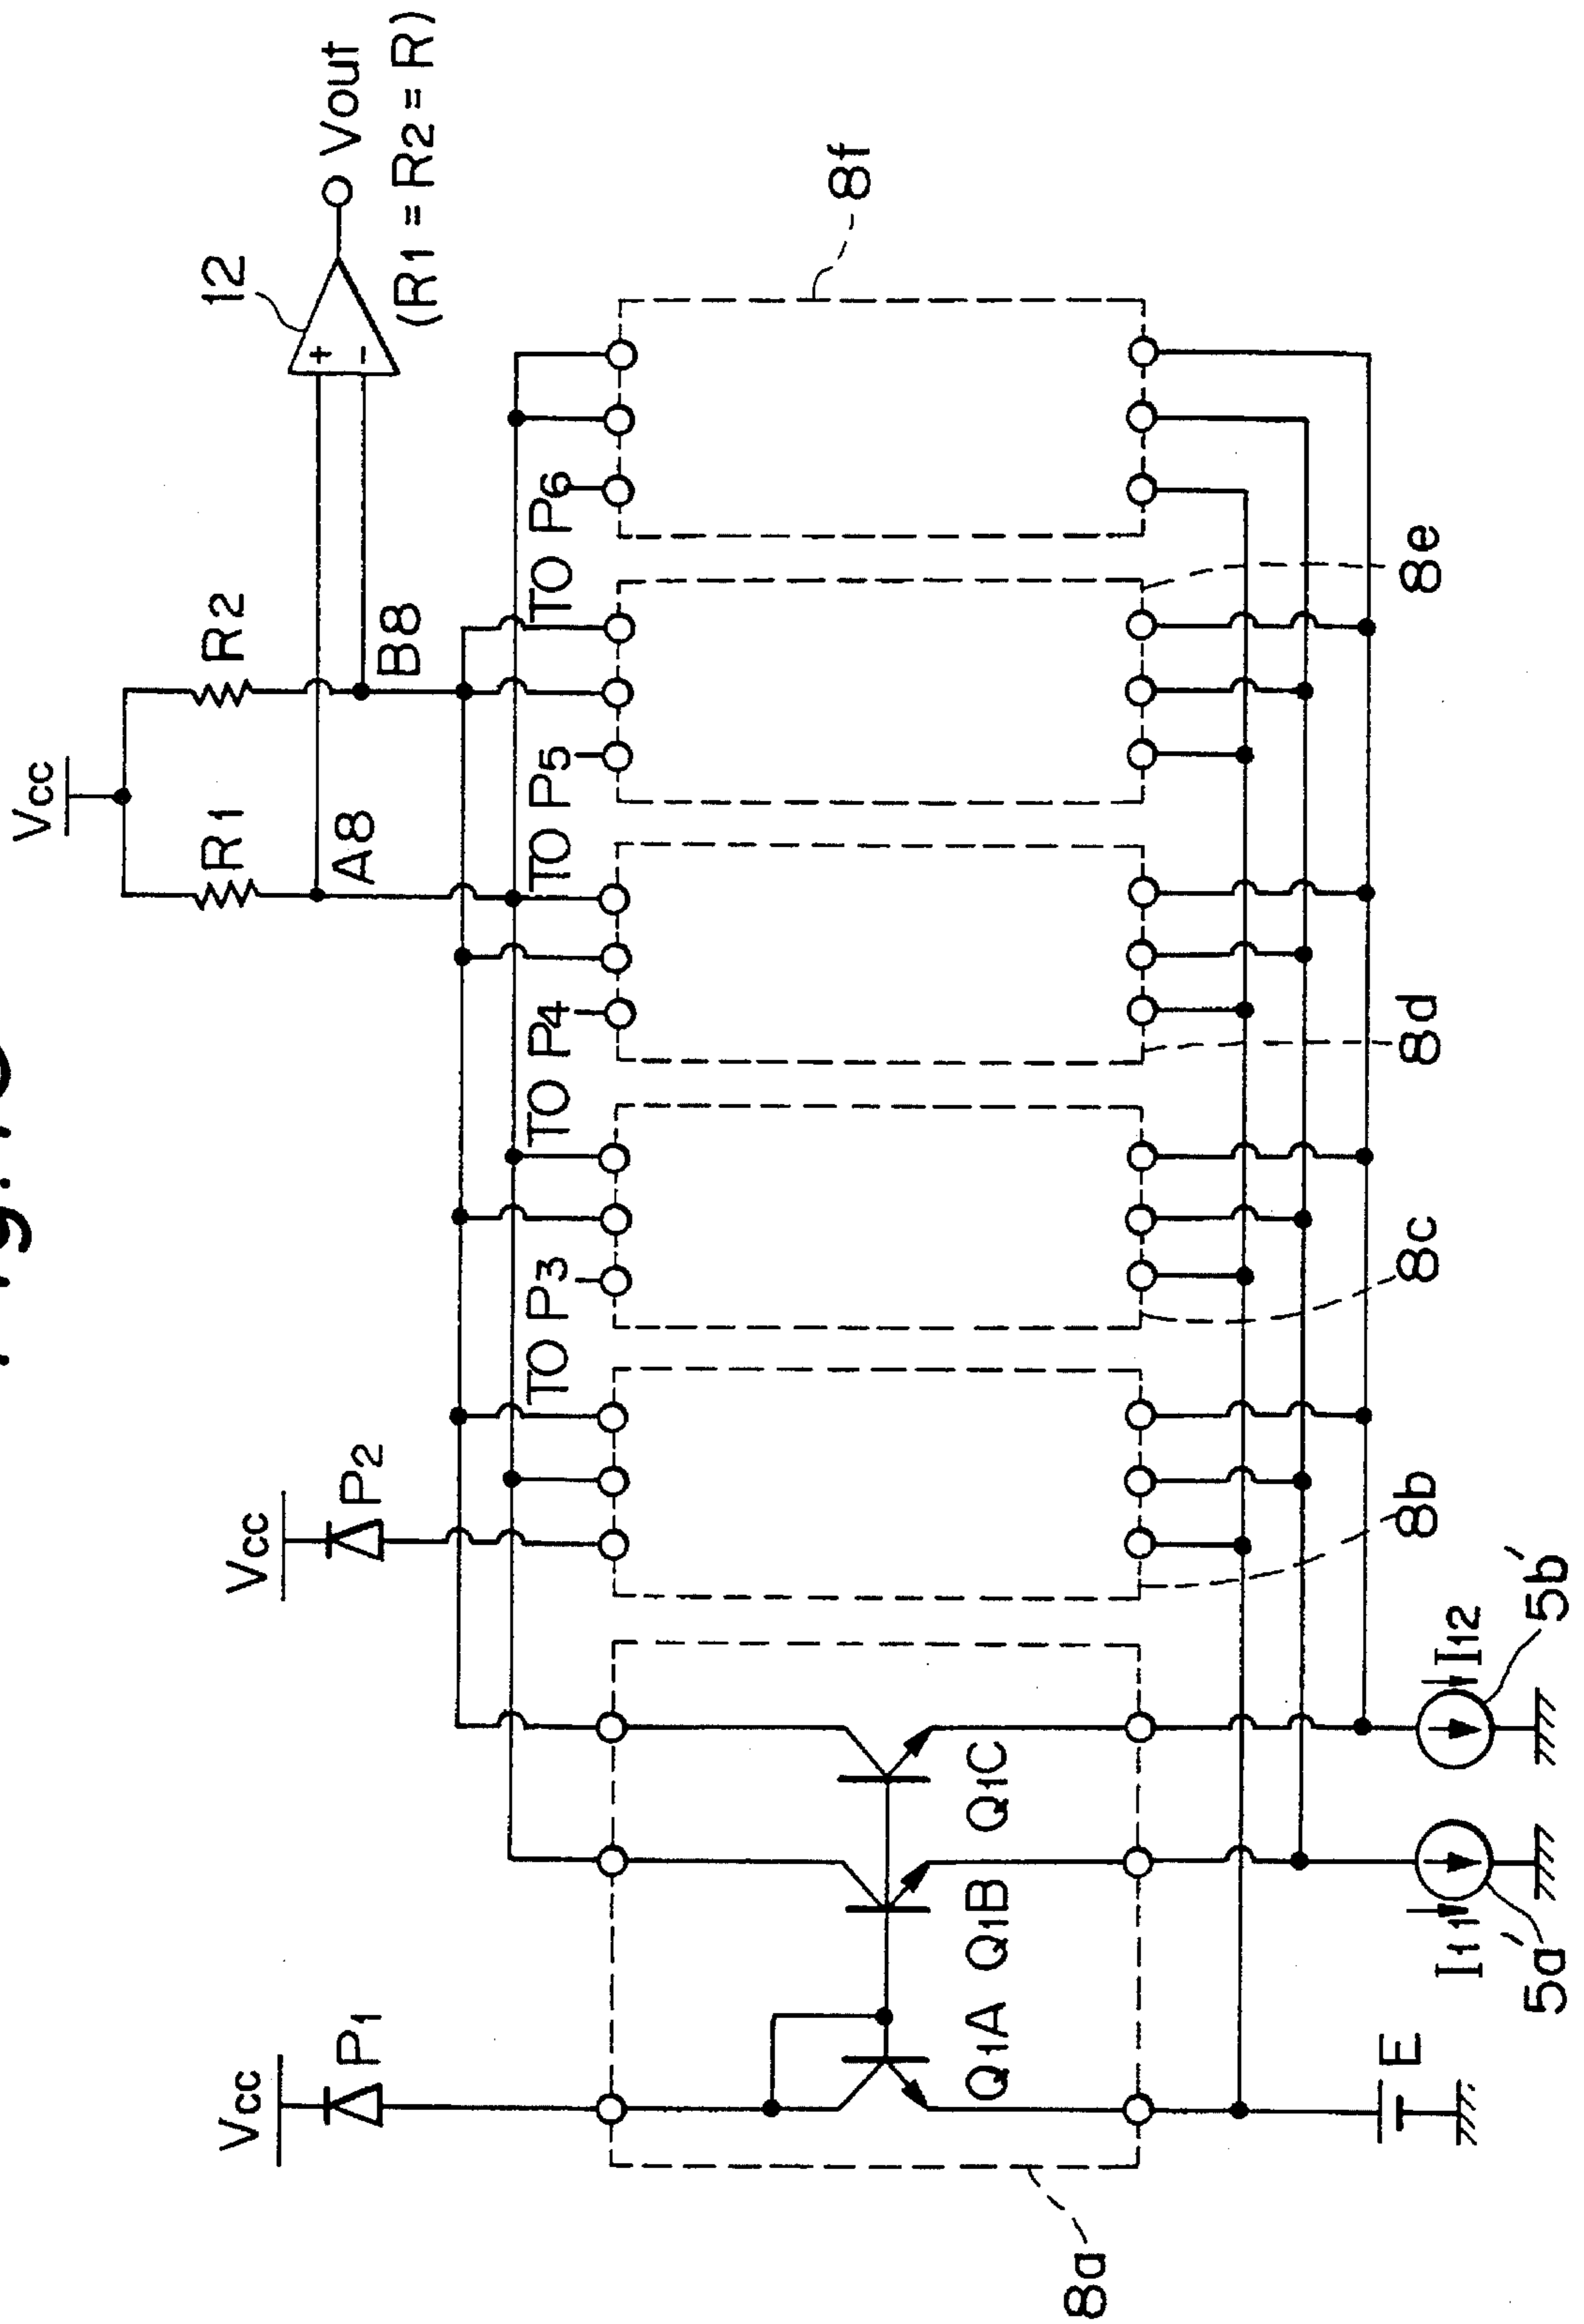 Vcc
R1
R2
A8
B8
12
+
-
Vout
(R1 = R2 = R)
Vcc
P1
Vcc
P2
TO P3
TO P4
TO P5
TO P6
Q1A
Q1B
Q1C
8a
8b
8c
8d
8e
8f
E
I11
5a'
I12
5b'